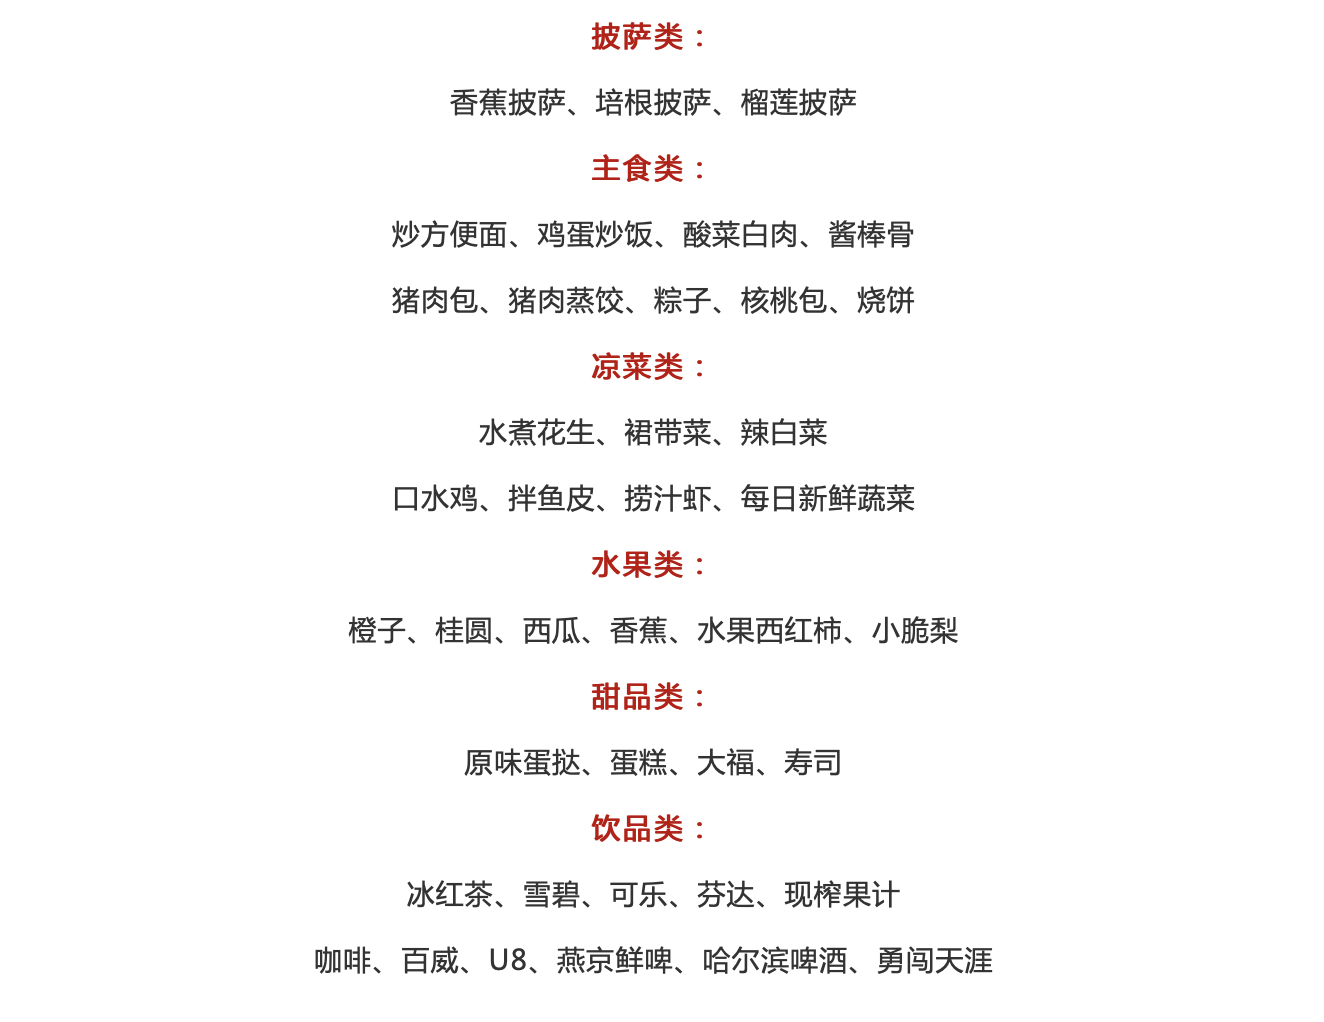 披萨类：
香蕉披萨、培根披萨、榴莲披萨
主食类：
炒方便面、鸡蛋炒饭、酸菜白肉、酱棒骨
猪肉包、猪肉蒸饺、粽子、核桃包、烧饼
凉菜类：
水煮花生、裙带菜、辣白菜
口水鸡、拌鱼皮、捞汁虾、每日新鲜蔬菜
水果类：
橙子、桂圆、西瓜、香蕉、水果西红柿、小脆梨
甜品类：
原味蛋挞、蛋糕、大福、寿司
饮品类：
冰红茶、雪碧、可乐、芬达、现榨果计
咖啡、百威、U8、燕京鲜啤、哈尔滨啤酒、勇闯天涯